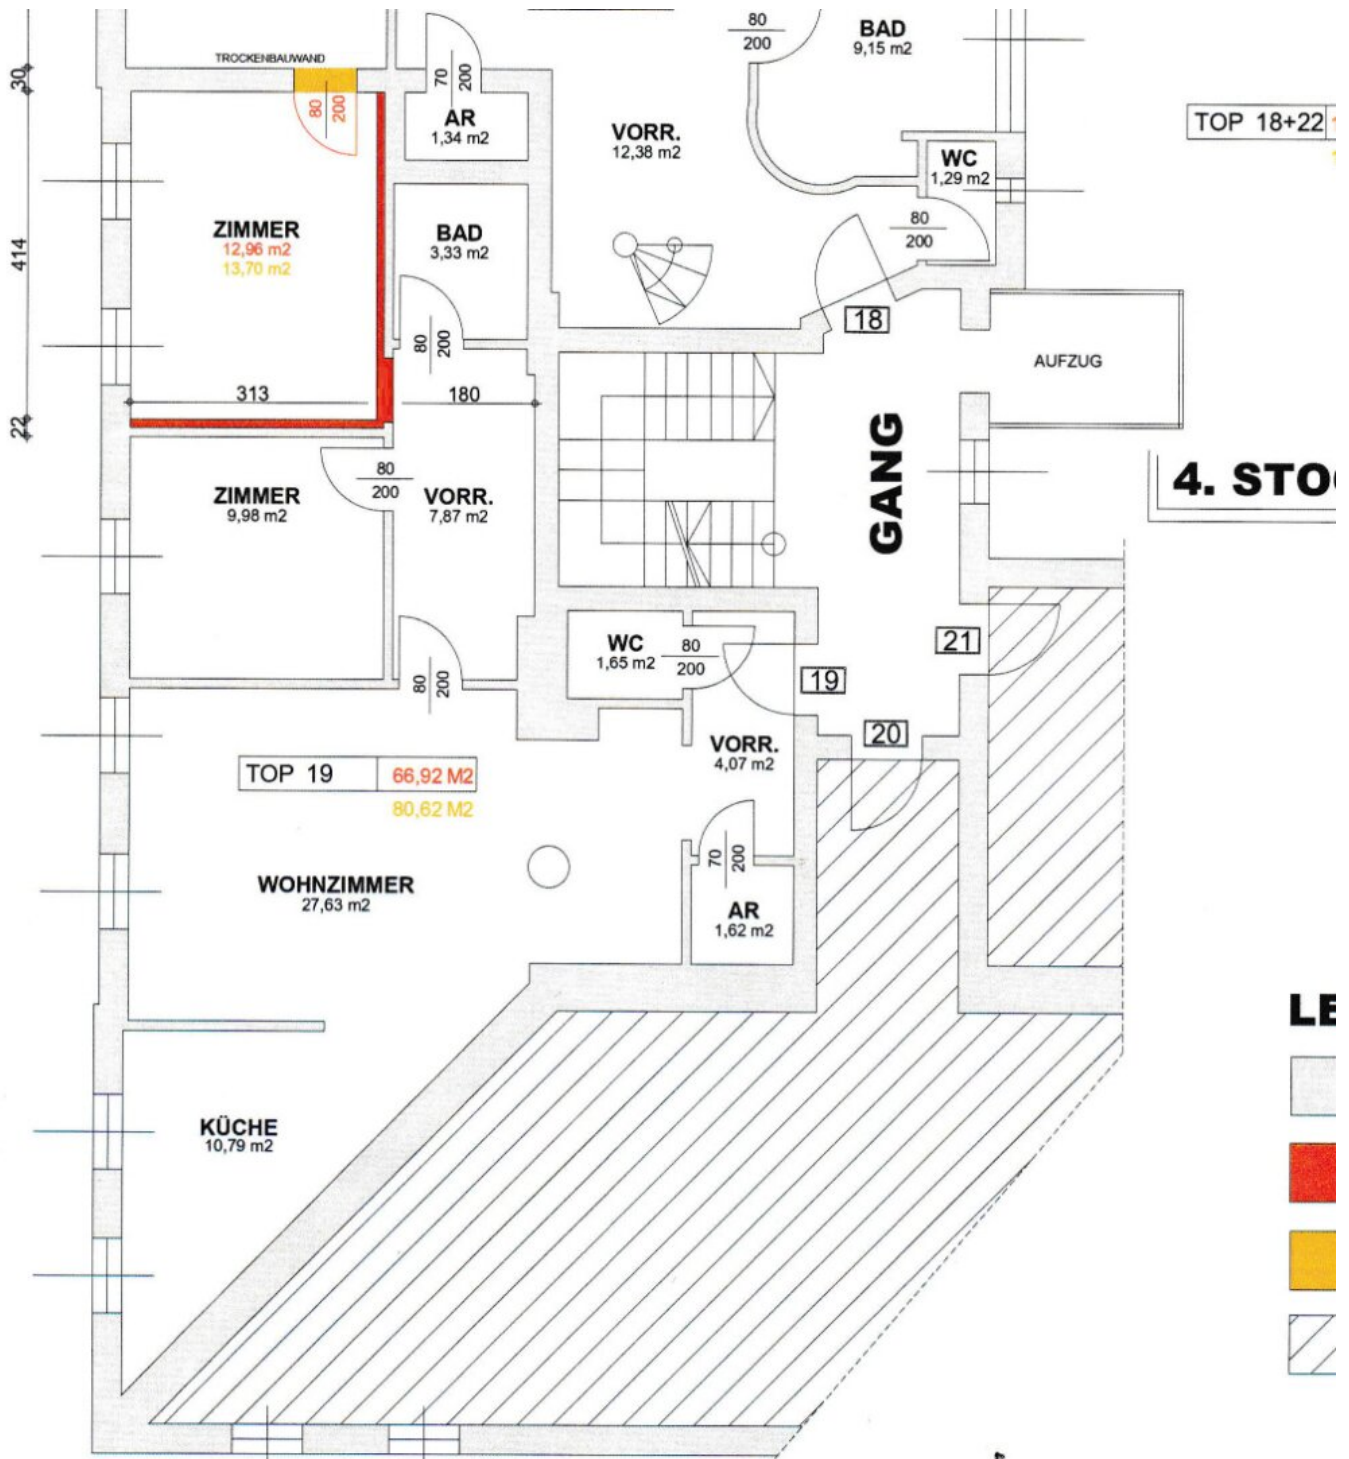 TROCKENBAUWAND
80
200
30
70
200
80
200
BAD
9,15 m2
AR
1,34 m2
VORR.
12,38 m2
WC
1,29 m2
TOP 18+22
ZIMMER
12,96 m2
13,70 m2
BAD
3,33 m2
80
200
414
80
200
18
AUFZUG
313
180
22
GANG
ZIMMER
9,98 m2
80
200
VORR.
7,87 m2
4. STO
WC
1,65 m2
80
200
21
19
80
200
20
VORR.
4,07 m2
TOP 19
66,92 M2
80,62 M2
70
200
WOHNZIMMER
27,63 m2
AR
1,62 m2
LE
KÜCHE
10,79 m2